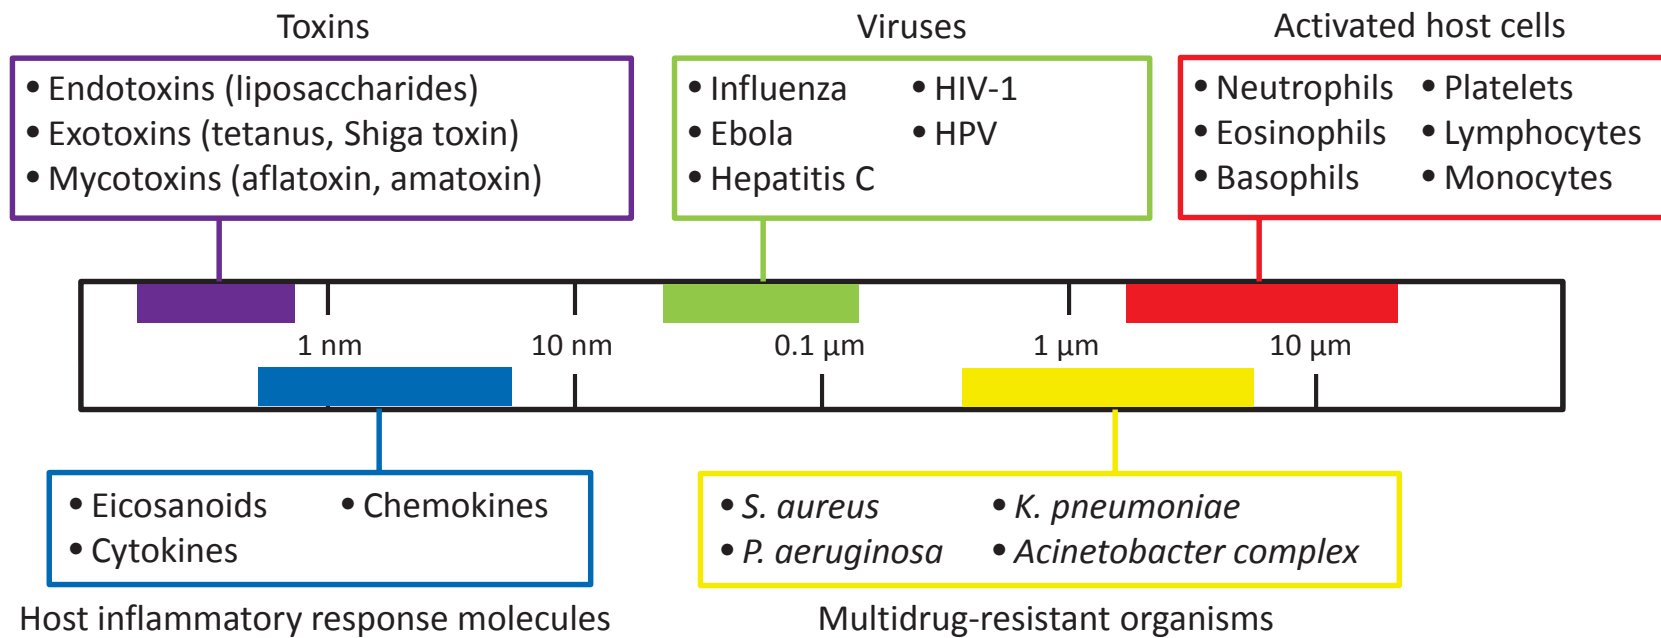 Toxins
• Endotoxins (liposaccharides)
• Exotoxins (tetanus, Shiga toxin)
• Mycotoxins (aflatoxin, amatoxin)
Viruses
• Influenza • HIV-1
• Ebola • HPV
• Hepatitis C
Activated host cells
• Neutrophils • Platelets
• Eosinophils • Lymphocytes
• Basophils • Monocytes
1 nm 10 nm 0.1 μm 1 μm 10 μm
• Eicosanoids • Chemokines
• Cytokines
Host inflammatory response molecules
• S. aureus • K. pneumoniae
• P. aeruginosa • Acinetobacter complex
Multidrug-resistant organisms